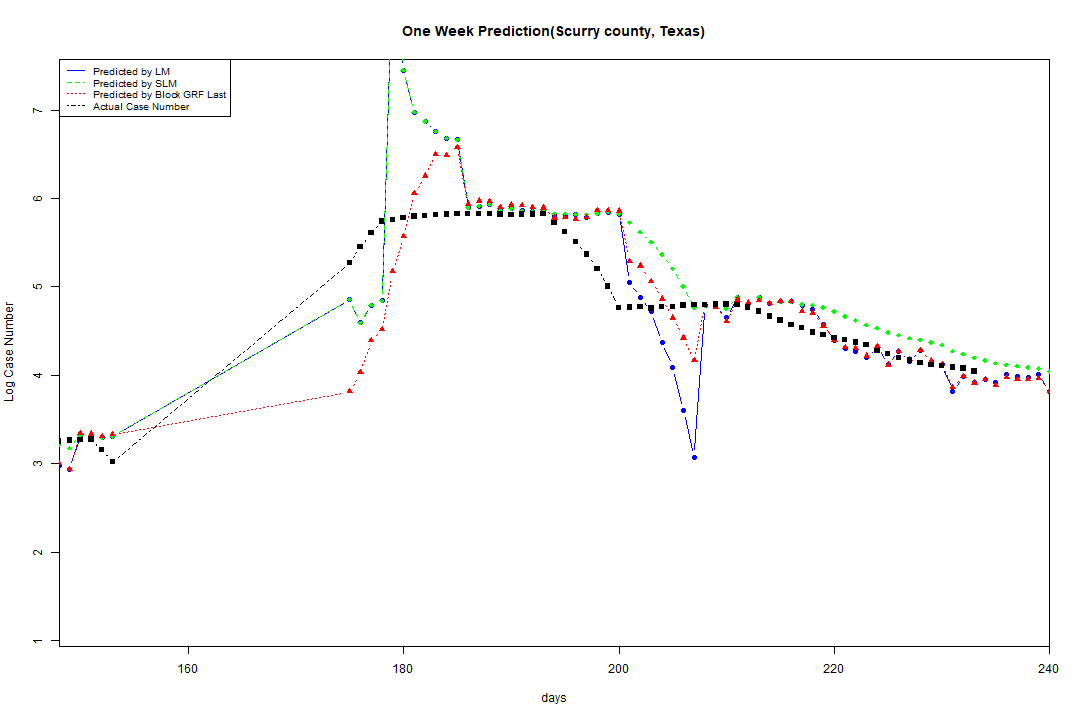 One Week Prediction(Scurry county, Texas)
Predicted by LM
Predicted by SLM
Predicted by Block GRF Last
Actual Case Number
7
6
5
4
3
2
1
Log Case Number
160 180 200 220 240
days